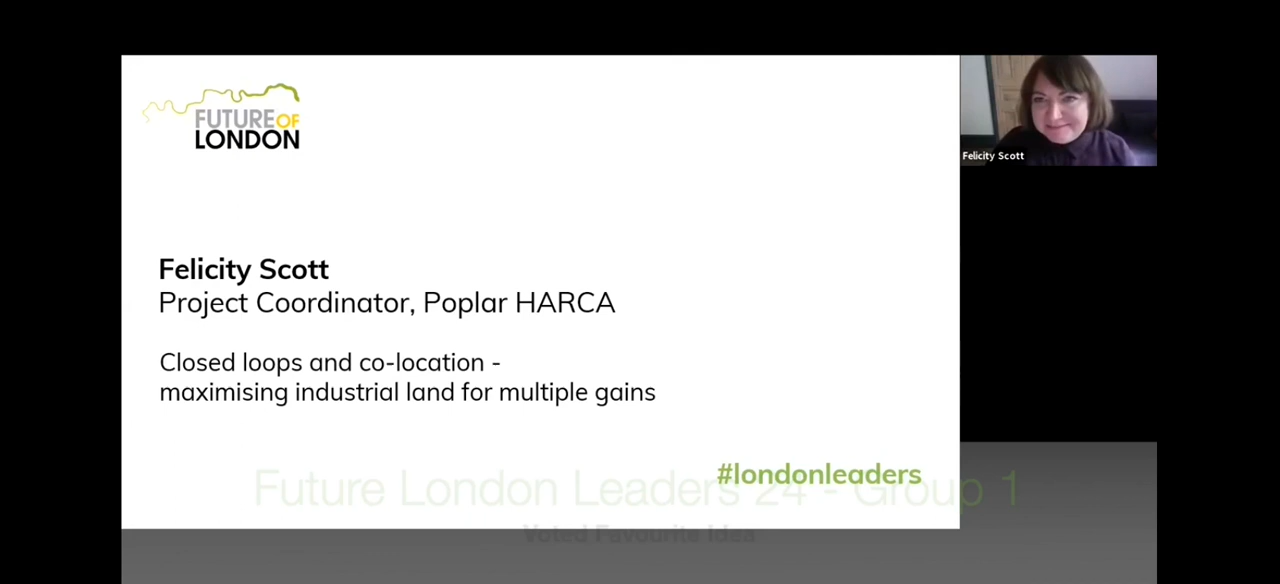 FUTURE OF
LONDON
Felicity Scott
Felicity Scott
Project Coordinator, Poplar HARCA
Closed loops and co-location -
maximising industrial land for multiple gains
#londonleaders
Future London Leaders 24 - Group 1
Voted Favourite Idea